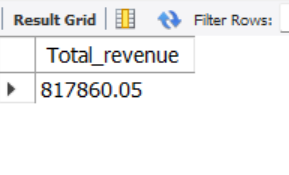 Result Grid Filter Rows:
Total_revenue
817860.05